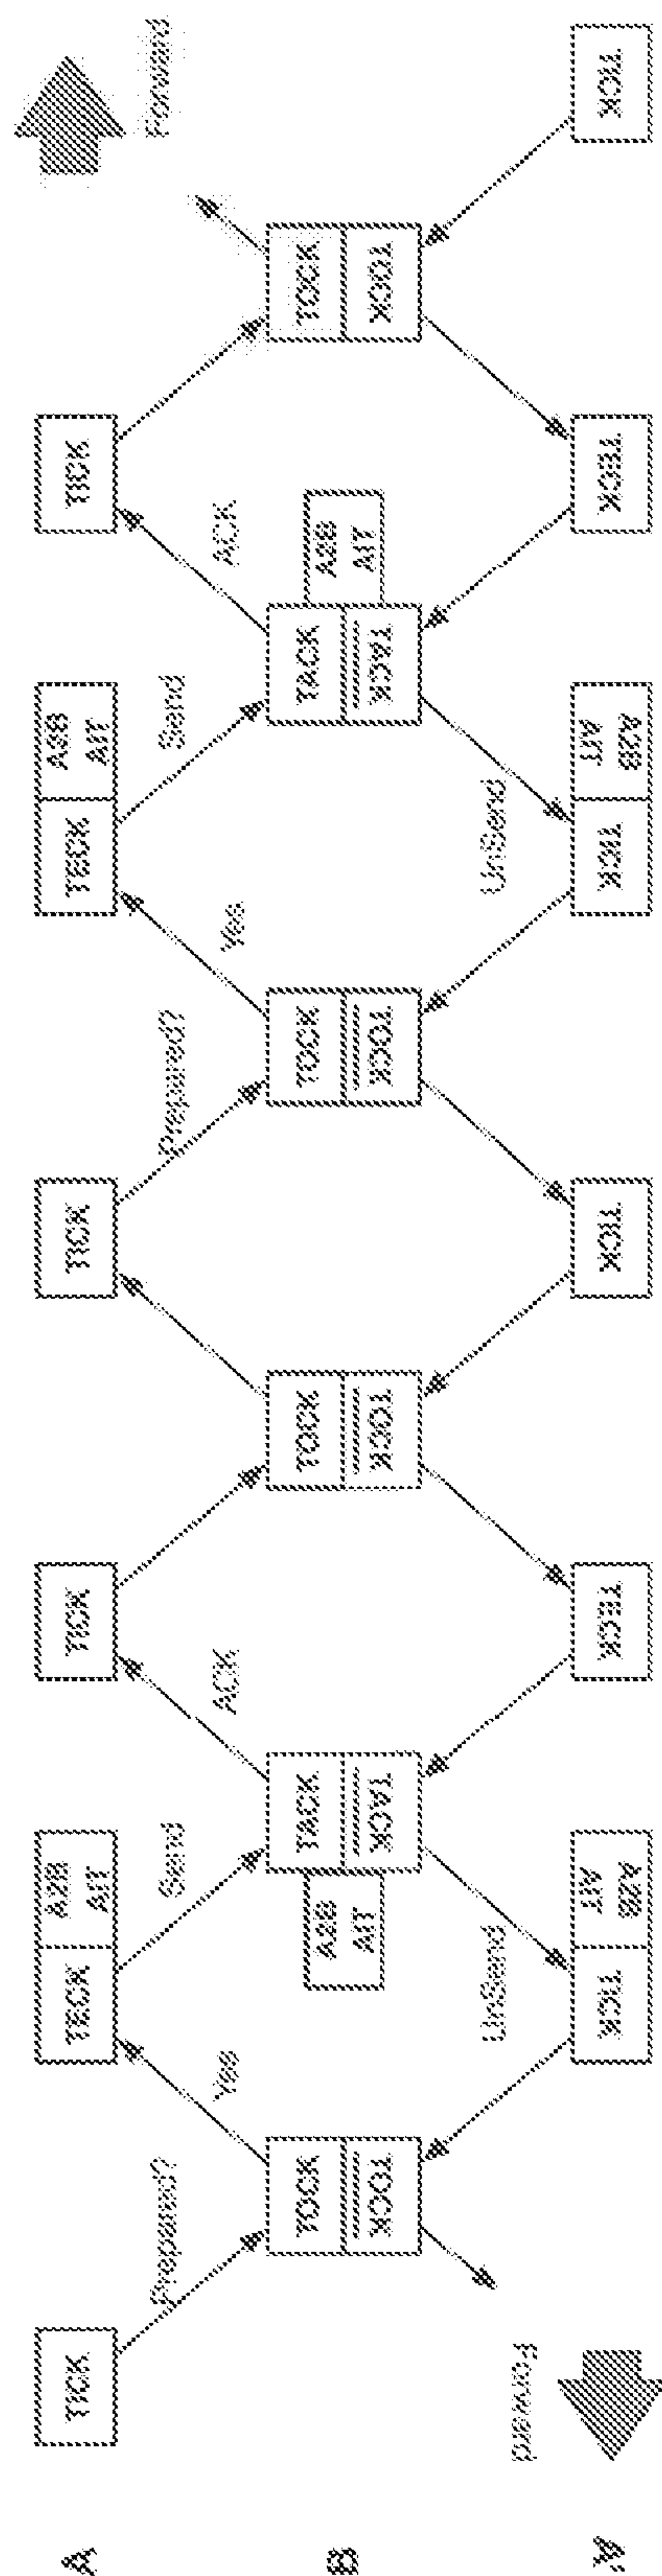 Forward
A
TICK
TECK
A2B
AIT
TICK
TICK
TECK
A2B
AIT
TICK
Prepared?
Yes
Send
ACK
Prepared?
Yes
Send
ACK
B
TOCK
TACK
A2B
AIT
TOCK
TOCK
TACK
A2B
AIT
TOCK
TOCK
TACK
TOCK
TOCK
TACK
TOCK
Forward
UnSend
UnSend
A'
TICK
A2B
AIT
TECK
TICK
TICK
A2B
AIT
TECK
TICK